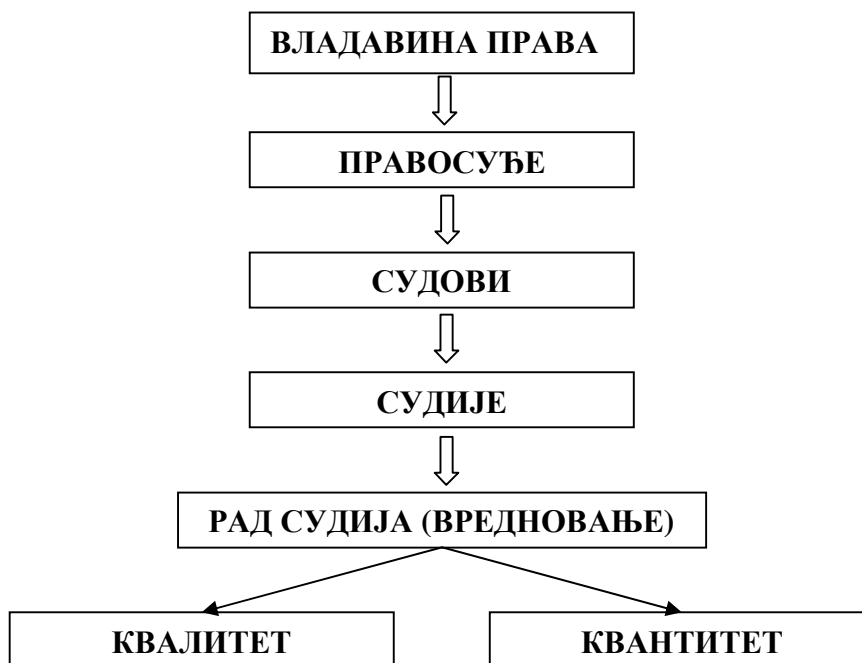 ВЛАДАВИНА ПРАВА
ПРАВОСУЂЕ
СУДОВИ
СУДИЈЕ
РАД СУДИЈА (ВРЕДНОВАЊЕ)
КВАЛИТЕТ
КВАНТИТЕТ